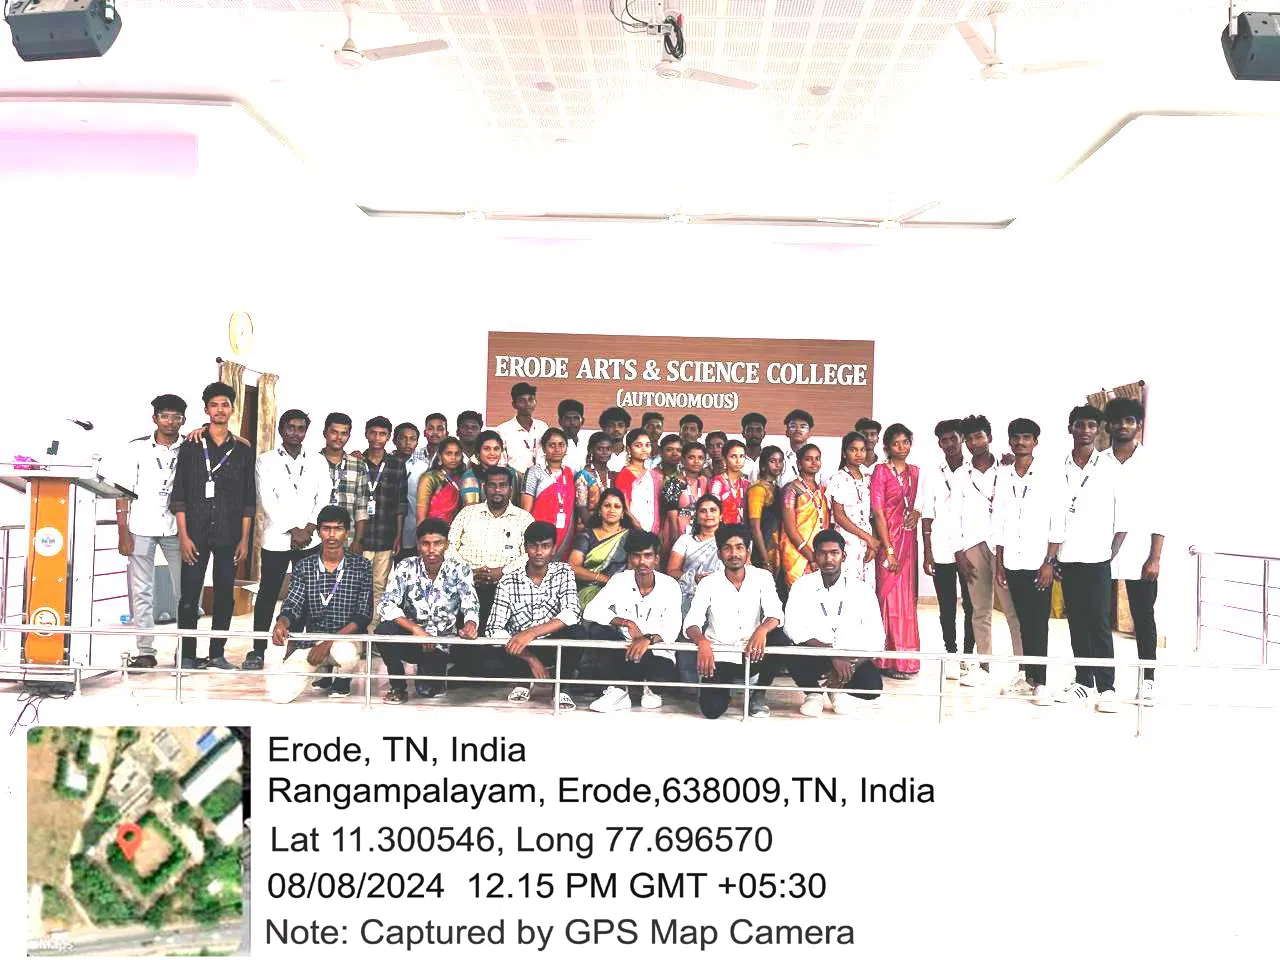 ERODE ARTS & SCIENCE COLLEGE
(AUTONOMOUS)
Erode, TN, India
Rangampalayam, Erode,638009,TN, India
Lat 11.300546, Long 77.696570
08/08/2024 12.15 PM GMT +05:30
Note: Captured by GPS Map Camera
Maps